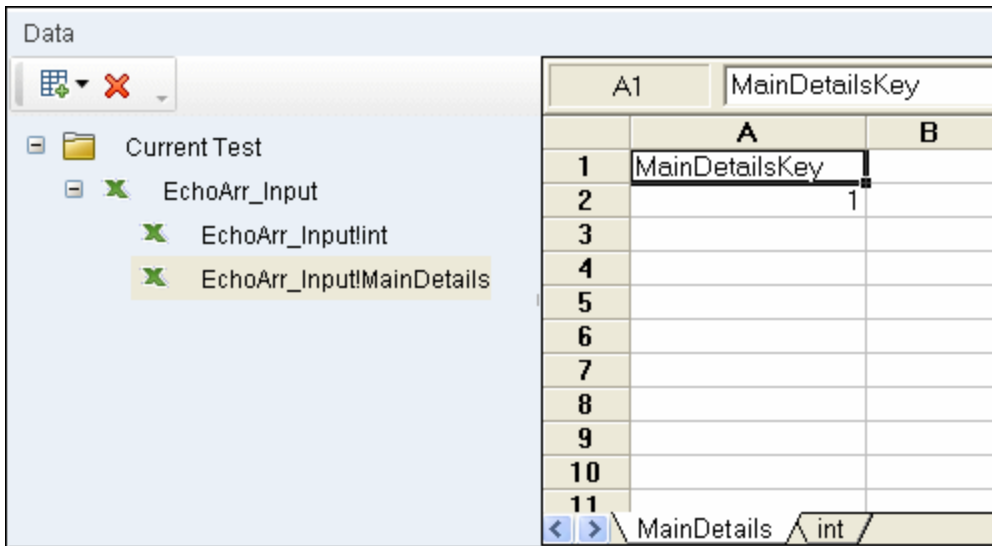 Data
Current Test
EchoArr_Input
EchoArr_Input!int
EchoArr_Input!MainDetails
A1 MainDetailsKey
A B
1 MainDetailsKey
2 1
3
4
5
6
7
8
9
10
11
MainDetails int